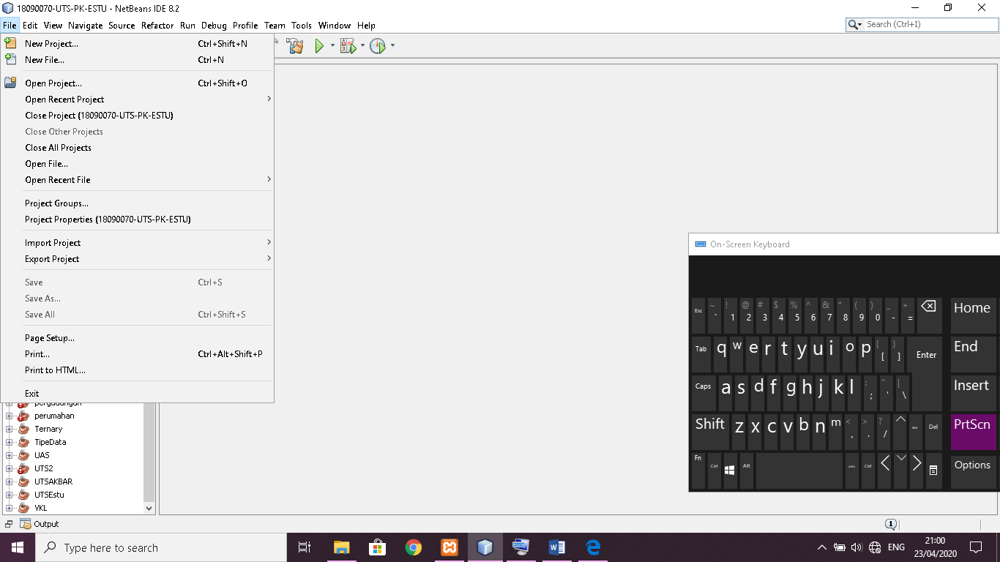 18090070-UTS-PK-ESTU - NetBeans IDE 8.2
File Edit View Navigate Source Refactor Run Debug Profile Team Tools Window Help
Search (Ctrl+I)
New Project... Ctrl+Shift+N
New File... Ctrl+N
Open Project... Ctrl+Shift+O
Open Recent Project
Close Project (18090070-UTS-PK-ESTU)
Close Other Projects
Close All Projects
Open File...
Open Recent File
Project Groups...
Project Properties (18090070-UTS-PK-ESTU)
Import Project
Export Project
Save Ctrl+S
Save As...
Save All Ctrl+Shift+S
Page Setup...
Print... Ctrl+Alt+Shift+P
Print to HTML...
Exit
pergudangan
perumahan
Ternary
TipeData
UAS
UTS2
UTSAKBAR
UTSEstu
VKL
Output
On-Screen Keyboard
Esc ~ ` ! 1 @ 2 # 3 $ 4 % 5 ^ 6 & 7 * 8 ( 9 ) 0 _ - + = Home
Tab q w e r t y u i o p { [ } ] Enter End
Caps a s d f g h j k l : ; " ' | \ Insert
Shift z x c v b n m < , > . ? / Del PrtScn
Fn Ctrl Alt Ctrl Options
1
Type here to search
ENG
21:00
23/04/2020